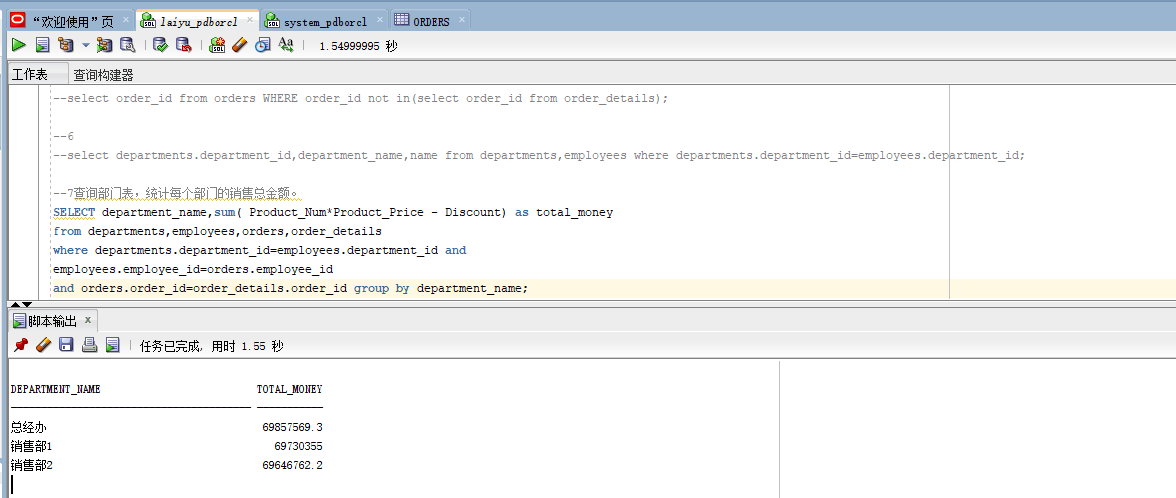 “欢迎使用”页 laiyu_pdborcl system_pdborcl ORDERS
1.54999995 秒
工作表 查询构建器
--select order_id from orders WHERE order_id not in(select order_id from order_details);
--6
--select departments.department_id,department_name,name from departments,employees where departments.department_id=employees.department_id;
--7查询部门表，统计每个部门的销售总金额。
SELECT department_name,sum( Product_Num*Product_Price - Discount) as total_money
from departments,employees,orders,order_details
where departments.department_id=employees.department_id and
employees.employee_id=orders.employee_id
and orders.order_id=order_details.order_id group by department_name;
脚本输出 x
任务已完成, 用时 1.55 秒
DEPARTMENT_NAME TOTAL_MONEY
---------------------------------------- -----------
总经办 69857569.3
销售部1 69730355
销售部2 69646762.2